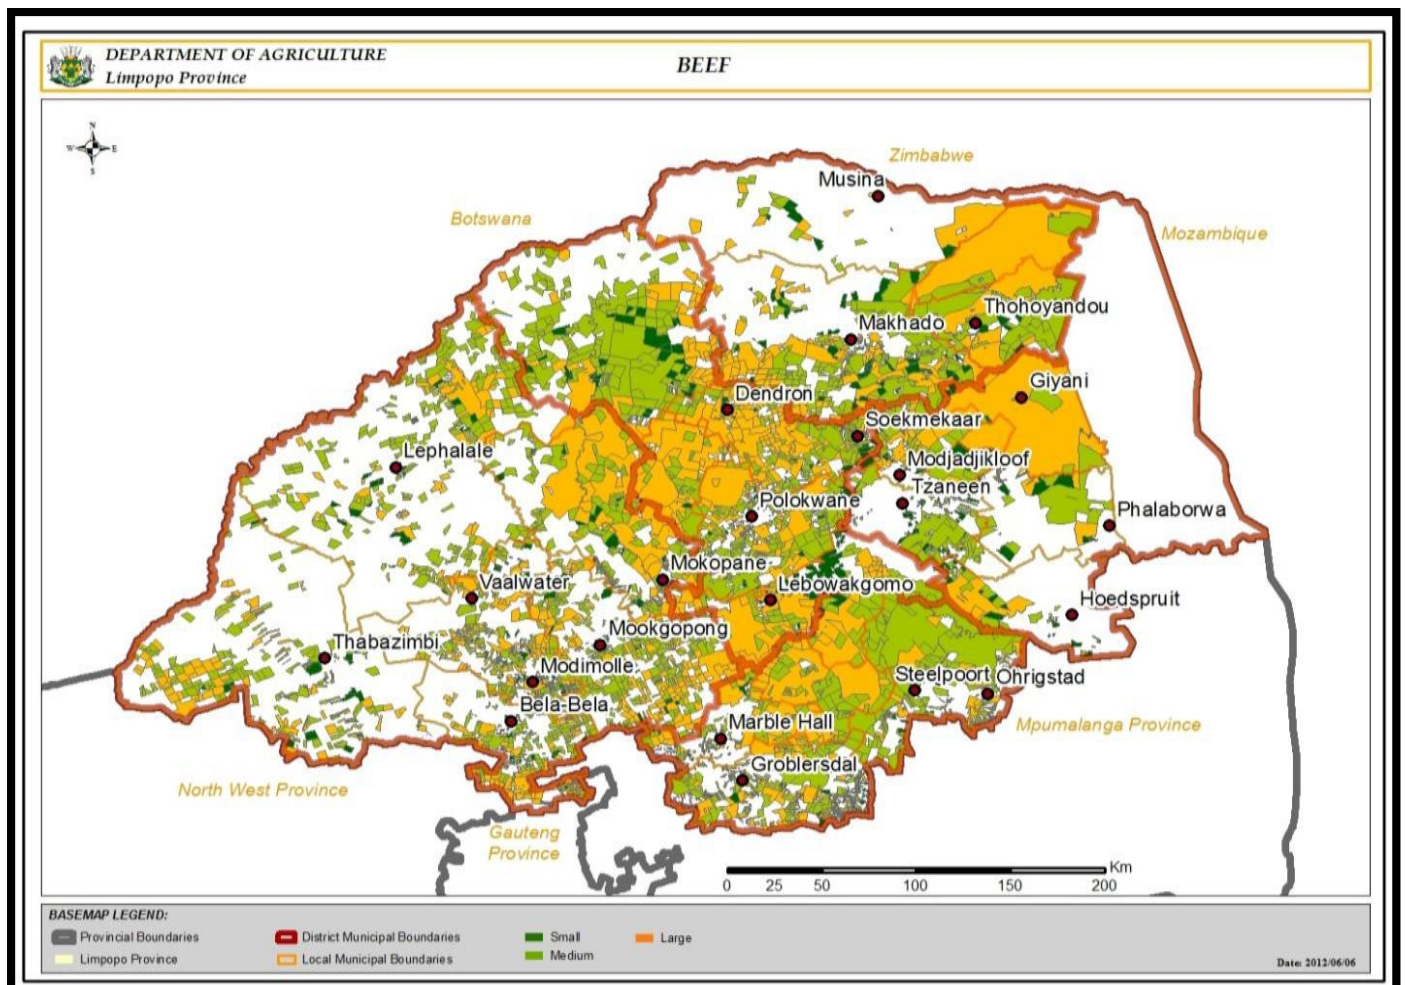 DEPARTMENT OF AGRICULTURE
Limpopo Province
BEEF
N
W E
S
Zimbabwe
Musina
Botswana
Mozambique
Thohoyandou
Makhado
Giyani
Dendron
Soekmekaar
Lephalale
Modjadjikloof
Tzaneen
Polokwane
Phalaborwa
Mokopane
Vaalwater
Lebowakgomo
Hoedspruit
Mookgopong
Thabazimbi
Modimolle
Steelpoort
Ohrigstad
Bela-Bela
Marble Hall
Mpumalanga Province
Groblersdal
North West Province
Gauteng
Province
Km
0 25 50 100 150 200
BASEMAP LEGEND:
Provincial Boundaries
District Municipal Boundaries
Small
Large
Limpopo Province
Local Municipal Boundaries
Medium
Date: 2012/06/06